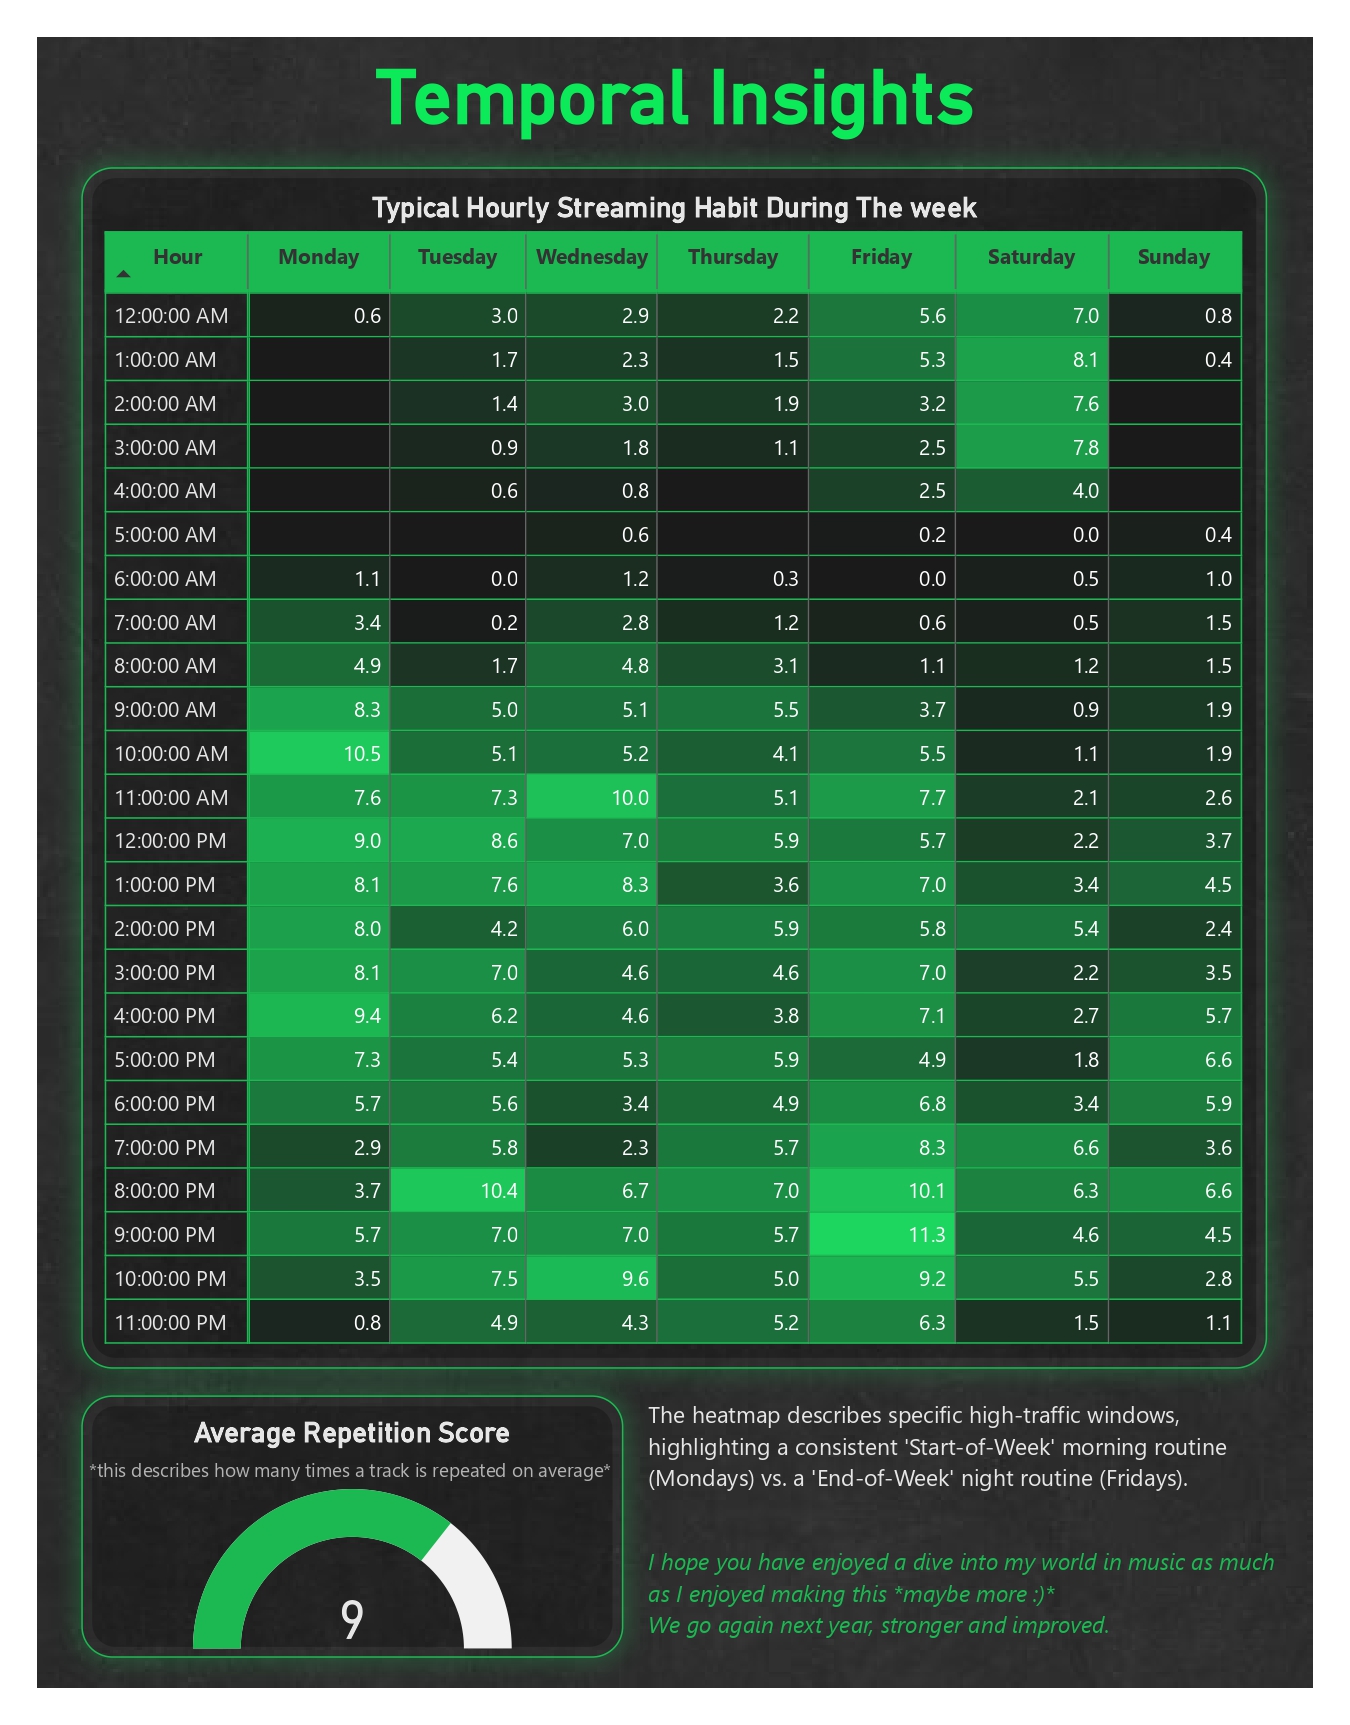 Temporal Insights
Typical Hourly Streaming Habit During The week
Hour Monday Tuesday Wednesday Thursday Friday Saturday Sunday
12:00:00 AM 0.6 3.0 2.9 2.2 5.6 7.0 0.8
1:00:00 AM 1.7 2.3 1.5 5.3 8.1 0.4
2:00:00 AM 1.4 3.0 1.9 3.2 7.6
3:00:00 AM 0.9 1.8 1.1 2.5 7.8
4:00:00 AM 0.6 0.8 2.5 4.0
5:00:00 AM 0.6 0.2 0.0 0.4
6:00:00 AM 1.1 0.0 1.2 0.3 0.0 0.5 1.0
7:00:00 AM 3.4 0.2 2.8 1.2 0.6 0.5 1.5
8:00:00 AM 4.9 1.7 4.8 3.1 1.1 1.2 1.5
9:00:00 AM 8.3 5.0 5.1 5.5 3.7 0.9 1.9
10:00:00 AM 10.5 5.1 5.2 4.1 5.5 1.1 1.9
11:00:00 AM 7.6 7.3 10.0 5.1 7.7 2.1 2.6
12:00:00 PM 9.0 8.6 7.0 5.9 5.7 2.2 3.7
1:00:00 PM 8.1 7.6 8.3 3.6 7.0 3.4 4.5
2:00:00 PM 8.0 4.2 6.0 5.9 5.8 5.4 2.4
3:00:00 PM 8.1 7.0 4.6 4.6 7.0 2.2 3.5
4:00:00 PM 9.4 6.2 4.6 3.8 7.1 2.7 5.7
5:00:00 PM 7.3 5.4 5.3 5.9 4.9 1.8 6.6
6:00:00 PM 5.7 5.6 3.4 4.9 6.8 3.4 5.9
7:00:00 PM 2.9 5.8 2.3 5.7 8.3 6.6 3.6
8:00:00 PM 3.7 10.4 6.7 7.0 10.1 6.3 6.6
9:00:00 PM 5.7 7.0 7.0 5.7 11.3 4.6 4.5
10:00:00 PM 3.5 7.5 9.6 5.0 9.2 5.5 2.8
11:00:00 PM 0.8 4.9 4.3 5.2 6.3 1.5 1.1
Average Repetition Score
*this describes how many times a track is repeated on average*
9
The heatmap describes specific high-traffic windows,
highlighting a consistent 'Start-of-Week' morning routine
(Mondays) vs. a 'End-of-Week' night routine (Fridays).
I hope you have enjoyed a dive into my world in music as much
as I enjoyed making this *maybe more :)*
We go again next year, stronger and improved.